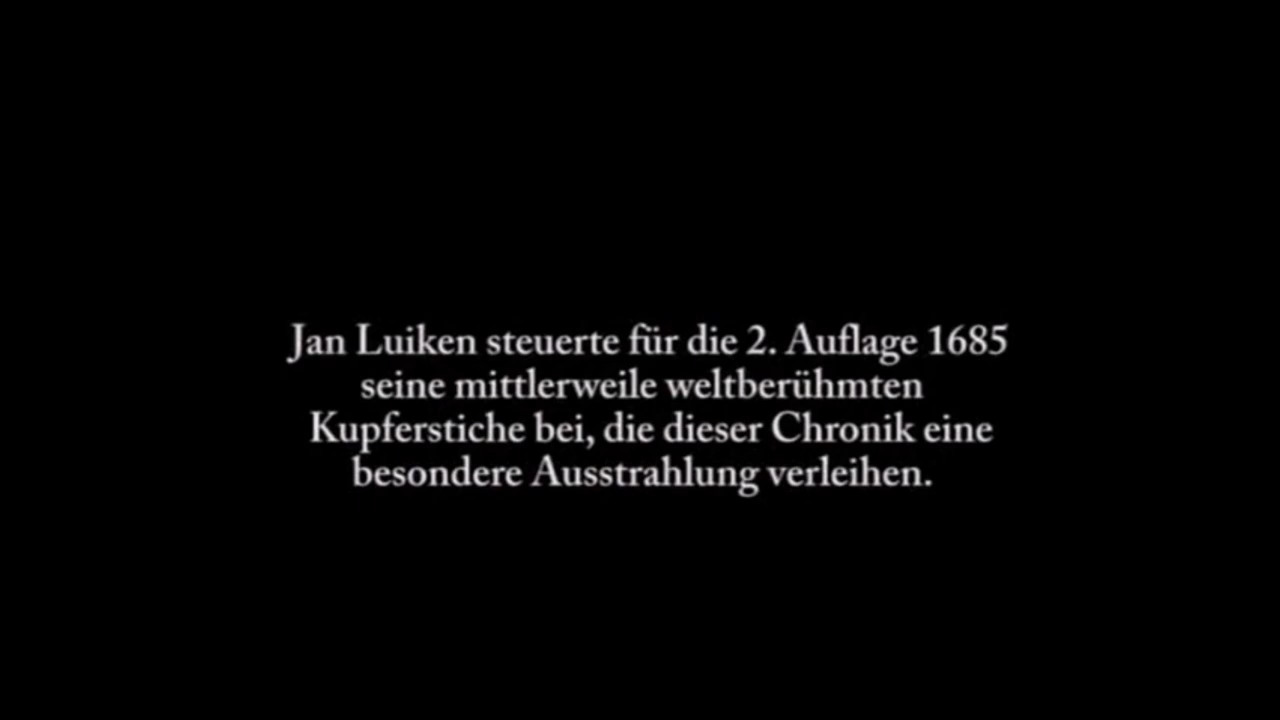 Jan Luiken steuerte für die 2. Auflage 1685
seine mittlerweile weltberühmten
Kupferstiche bei, die dieser Chronik eine
besondere Ausstrahlung verleihen.